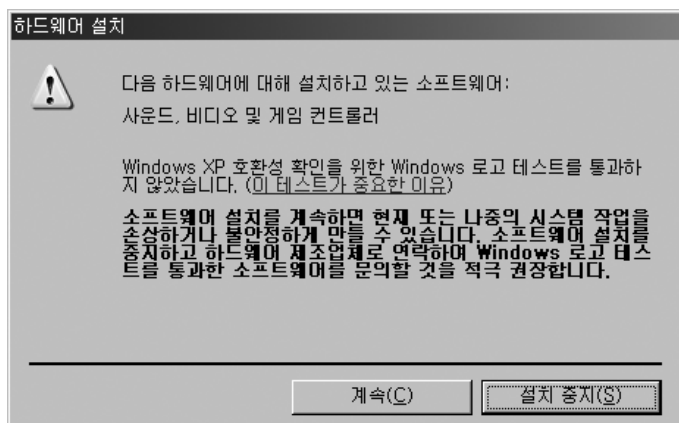 하드웨어 설치
다음 하드웨어에 대해 설치하고 있는 소프트웨어:
사운드, 비디오 및 게임 컨트롤러
Windows XP 호환성 확인을 위한 Windows 로고 테스트를 통과하
지 않았습니다. (이 테스트가 중요한 이유)
소프트웨어 설치를 계속하면 현재 또는 나중의 시스템 작업을
손상하거나 불안정하게 만들 수 있습니다. 소프트웨어 설치를
중지하고 하드웨어 제조업체로 연락하여 Windows 로고 테스
트를 통과한 소프트웨어를 문의할 것을 적극 권장합니다.
계속(C)
설치 중지(S)